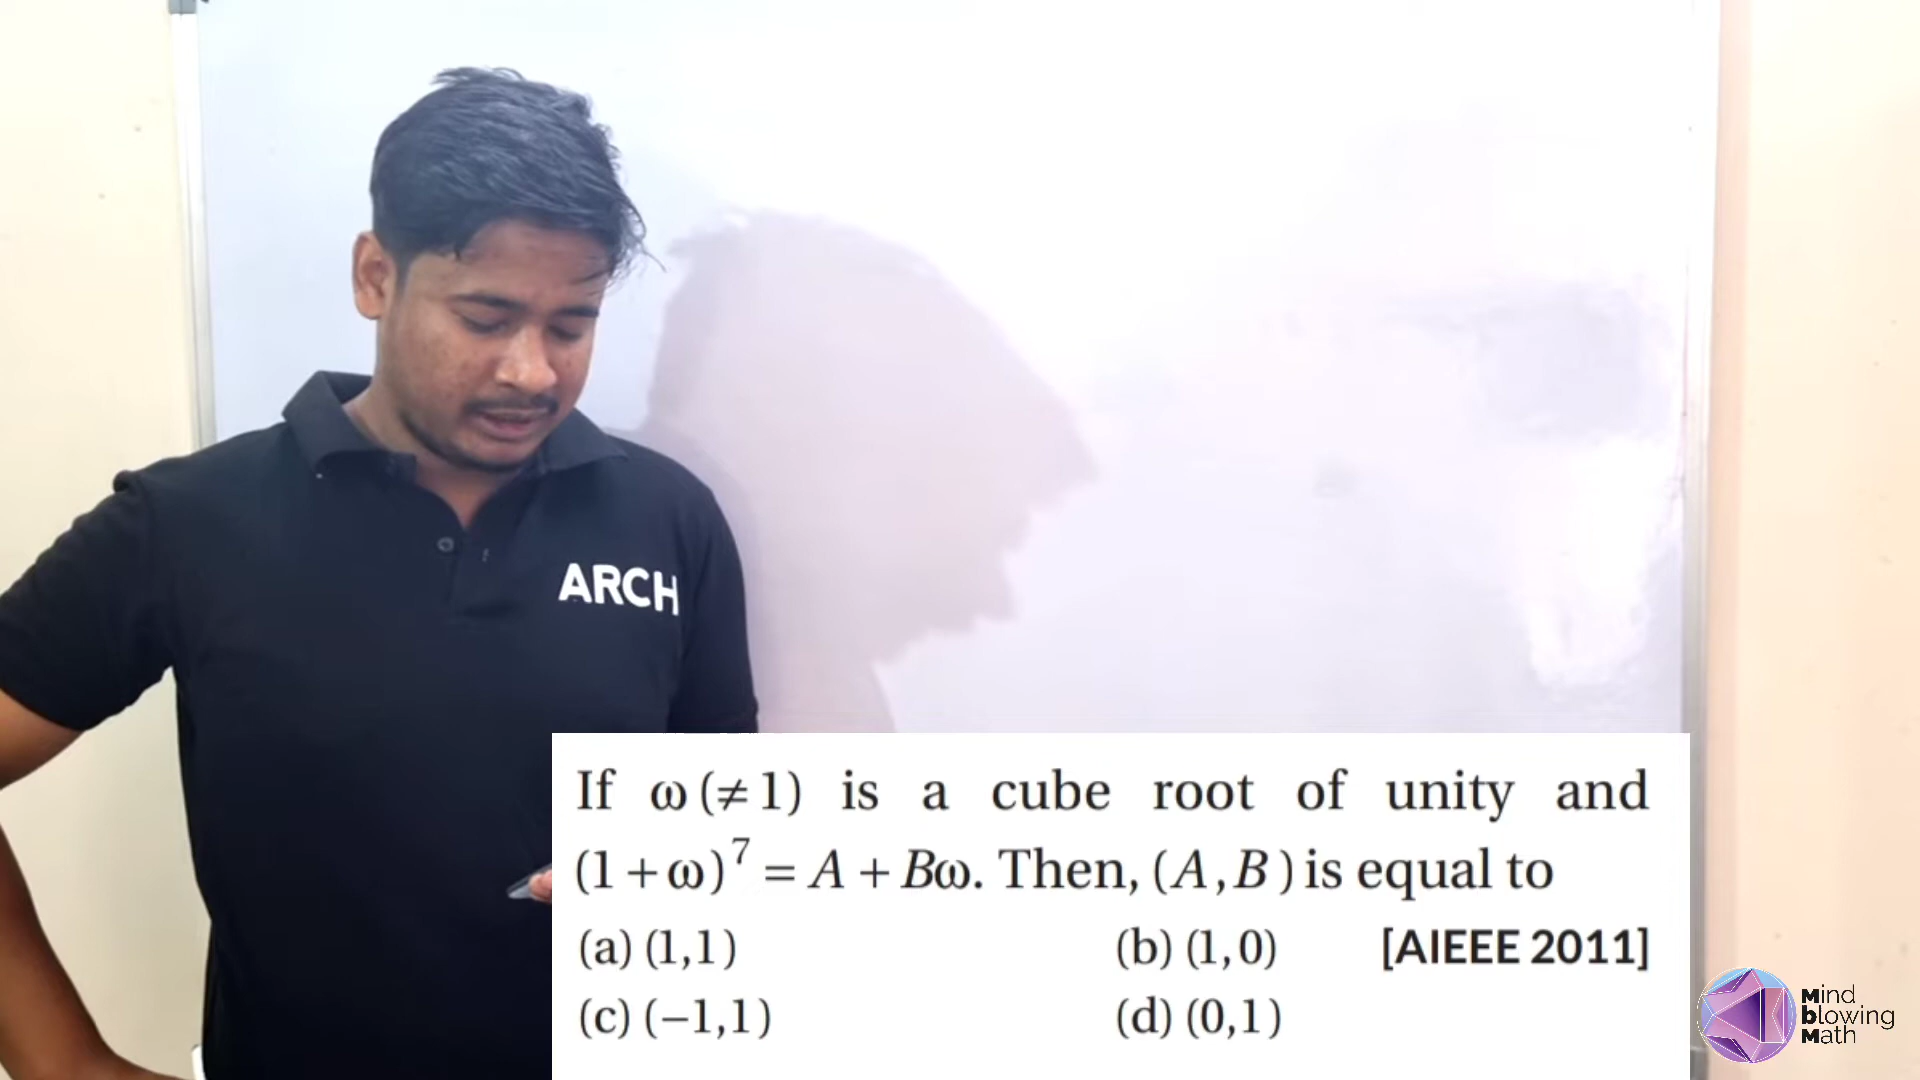 ARCH
If ω (≠ 1) is a cube root of unity and
(1 + ω)⁷ = A + Bω. Then, (A, B) is equal to
(a) (1,1) (b) (1, 0) [AIEEE 2011]
(c) (−1,1) (d) (0,1)
Mind
blowing
Math